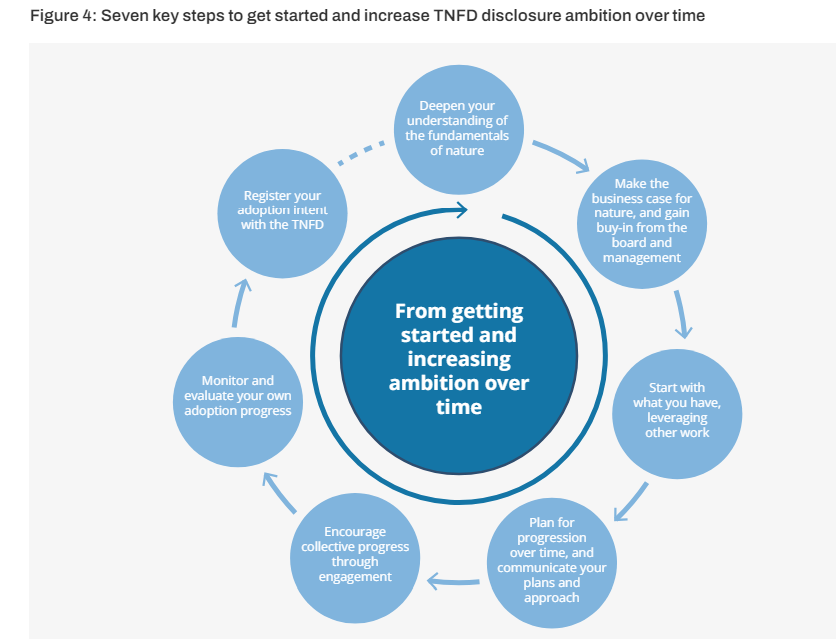 Figure 4: Seven key steps to get started and increase TNFD disclosure ambition over time
Deepen your
understanding of
the fundamentals
of nature
Make the
business case for
nature, and gain
buy-in from the
board and
management
Start with
what you have,
leveraging
other work
Plan for
progression
over time, and
communicate your
plans and
approach
Encourage
collective progress
through
engagement
Monitor and
evaluate your own
adoption progress
Register your
adoption intent
with the TNFD
From getting
started and
increasing
ambition over
time